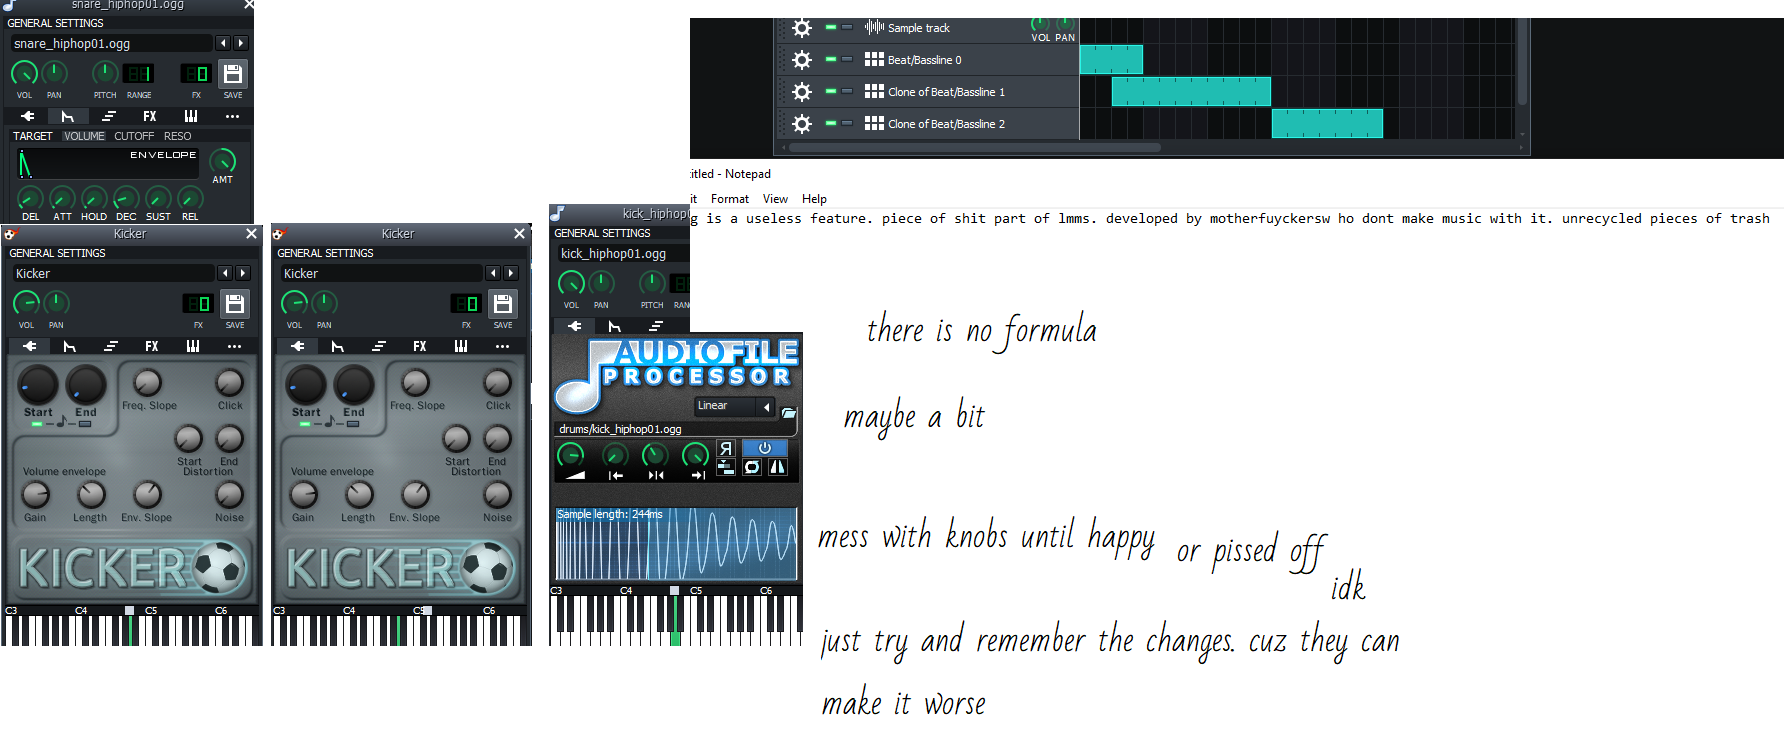 snare_hiphop01.ogg
GENERAL SETTINGS
snare_hiphop01.ogg
VOL PAN PITCH RANGE FX SAVE
1 0
FX
TARGET VOLUME CUTOFF RESO
ENVELOPE
AMT
DEL ATT HOLD DEC SUST REL
Kicker
GENERAL SETTINGS
Kicker
0
VOL PAN FX SAVE
FX
Start End Freq. Slope Click
Start End
Distortion
Volume envelope
Gain Length Env. Slope Noise
KICKER
C3 C4 C5 C6
Kicker
GENERAL SETTINGS
Kicker
0
VOL PAN FX SAVE
FX
Start End Freq. Slope Click
Start End
Distortion
Volume envelope
Gain Length Env. Slope Noise
KICKER
C3 C4 C5 C6
kick_hiphop
GENERAL SETTINGS
kick_hiphop01.ogg
VOL PAN PITCH RAN
AUDIO FILE
PROCESSOR
Linear
drums/kick_hiphop01.ogg
Sample length: 244ms
C3 C4 C5 C6
Sample track
VOL PAN
Beat/Bassline 0
Clone of Beat/Bassline 1
Clone of Beat/Bassline 2
titled - Notepad
it Format View Help
g is a useless feature. piece of shit part of lmms. developed by motherfuyckersw ho dont make music with it. unrecycled pieces of trash
there is no formula
maybe a bit
mess with knobs until happy or pissed off
idk
just try and remember the changes. cuz they can
make it worse